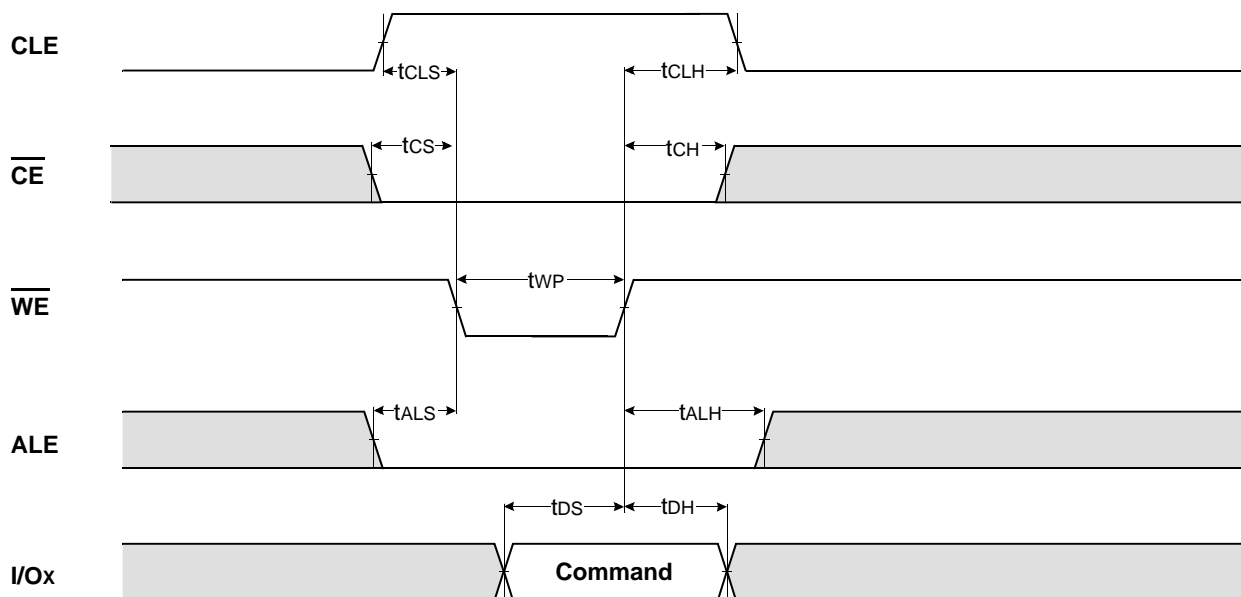 CLE
tCLS
tCLH
CE
tCS
tCH
WE
tWP
ALE
tALS
tALH
tDS
tDH
I/Ox
Command